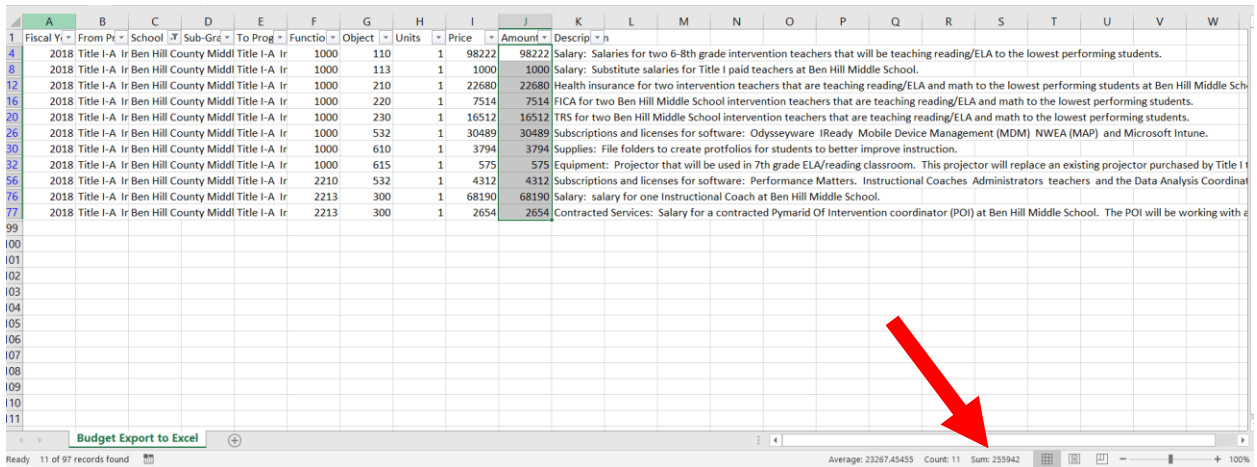 A B C D E F G H I J K L M N O P Q R S T U V W
1 Fiscal Y From Pr School Sub-Gra To Prog Functio Object Units Price Amount Descrip n
4 2018 Title I-A Ir Ben Hill County Middl Title I-A Ir 1000 110 1 98222 98222 Salary: Salaries for two 6-8th grade intervention teachers that will be teaching reading/ELA to the lowest performing students.
8 2018 Title I-A Ir Ben Hill County Middl Title I-A Ir 1000 113 1 1000 1000 Salary: Substitute salaries for Title I paid teachers at Ben Hill Middle School.
12 2018 Title I-A Ir Ben Hill County Middl Title I-A Ir 1000 210 1 22680 22680 Health insurance for two intervention teachers that are teaching reading/ELA and math to the lowest performing students at Ben Hill Middle Sch
16 2018 Title I-A Ir Ben Hill County Middl Title I-A Ir 1000 220 1 7514 7514 FICA for two Ben Hill Middle School intervention teachers that are teaching reading/ELA and math to the lowest performing students.
20 2018 Title I-A Ir Ben Hill County Middl Title I-A Ir 1000 230 1 16512 16512 TRS for two Ben Hill Middle School intervention teachers that are teaching reading/ELA and math to the lowest performing students.
26 2018 Title I-A Ir Ben Hill County Middl Title I-A Ir 1000 532 1 30489 30489 Subscriptions and licenses for software: Odysseyware IReady Mobile Device Management (MDM) NWEA (MAP) and Microsoft Intune.
30 2018 Title I-A Ir Ben Hill County Middl Title I-A Ir 1000 610 1 3794 3794 Supplies: File folders to create protfolios for students to better improve instruction.
32 2018 Title I-A Ir Ben Hill County Middl Title I-A Ir 1000 615 1 575 575 Equipment: Projector that will be used in 7th grade ELA/reading classroom. This projector will replace an existing projector purchased by Title I t
56 2018 Title I-A Ir Ben Hill County Middl Title I-A Ir 2210 532 1 4312 4312 Subscriptions and licenses for software: Performance Matters. Instructional Coaches Administrators teachers and the Data Analysis Coordinat
76 2018 Title I-A Ir Ben Hill County Middl Title I-A Ir 2213 300 1 68190 68190 Salary: salary for one Instructional Coach at Ben Hill Middle School.
77 2018 Title I-A Ir Ben Hill County Middl Title I-A Ir 2213 300 1 2654 2654 Contracted Services: Salary for a contracted Pymarid Of Intervention coordinator (POI) at Ben Hill Middle School. The POI will be working with a
99
100
101
102
103
104
105
106
107
108
109
110
111
Budget Export to Excel
Ready 11 of 97 records found Average: 23267.45455 Count: 11 Sum: 255942 100%